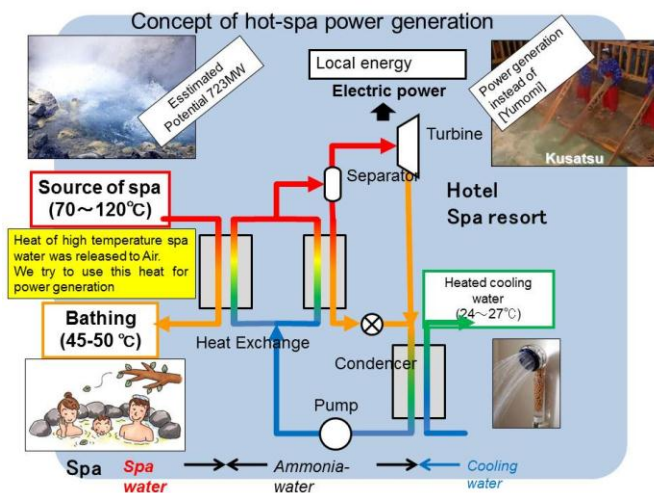 Concept of hot-spa power generation
Esstimated
Potential 723MW
Local energy
Electric power
Power generation
instead of
[Yumomi]
Kusatsu
Turbine
Separator
Source of spa
(70～120℃)
Hotel
Spa resort
Heat of high temperature spa
water was released to Air.
We try to use this heat for
power generation
Heated cooling
water
(24～27℃)
Bathing
(45-50 ℃)
Heat Exchange
Condencer
Pump
Spa
Spa
water
Ammonia-
water
Cooling
water